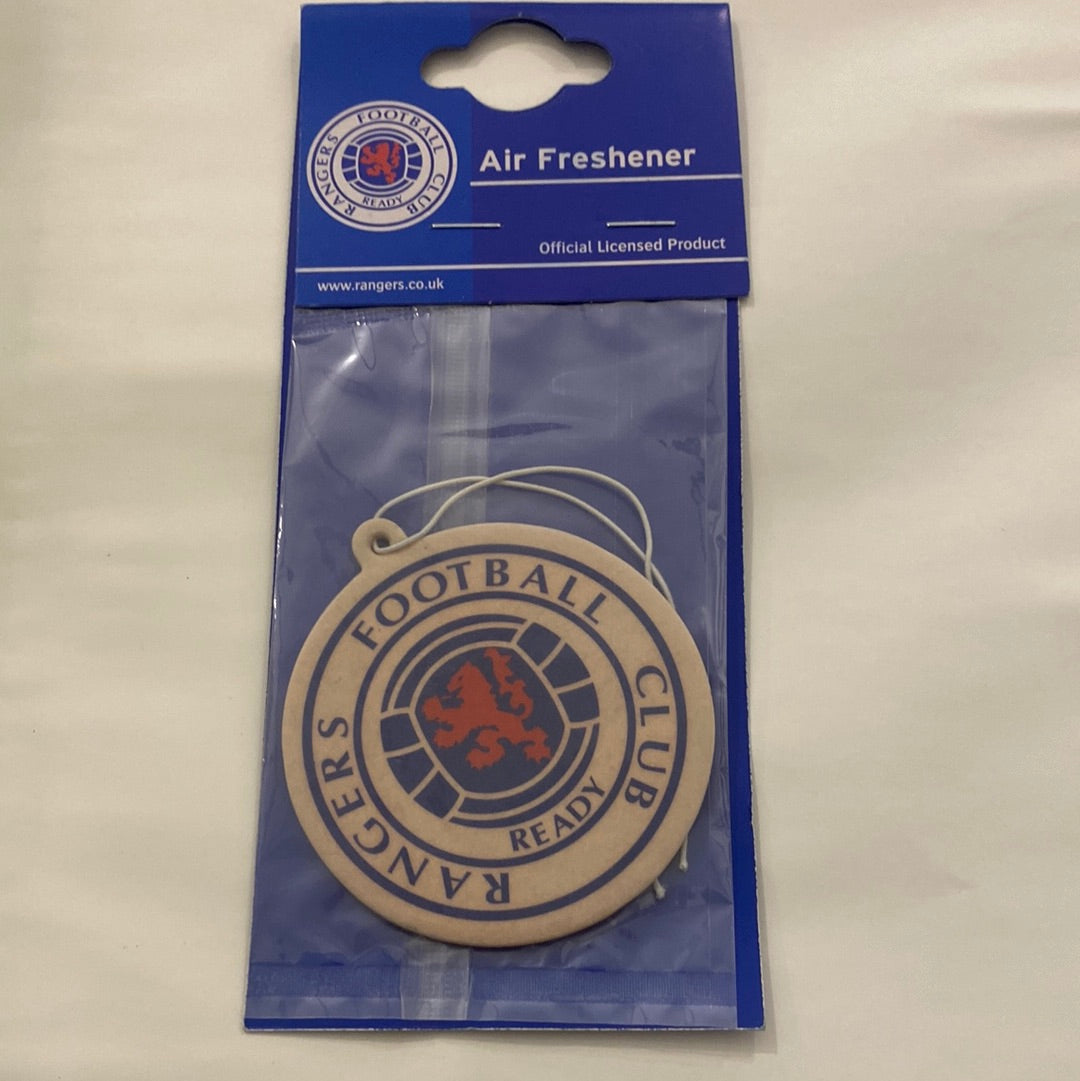 RANGERS FOOTBALL CLUB
READY
Air Freshener
Official Licensed Product
www.rangers.co.uk
RANGERS FOOTBALL CLUB
READY